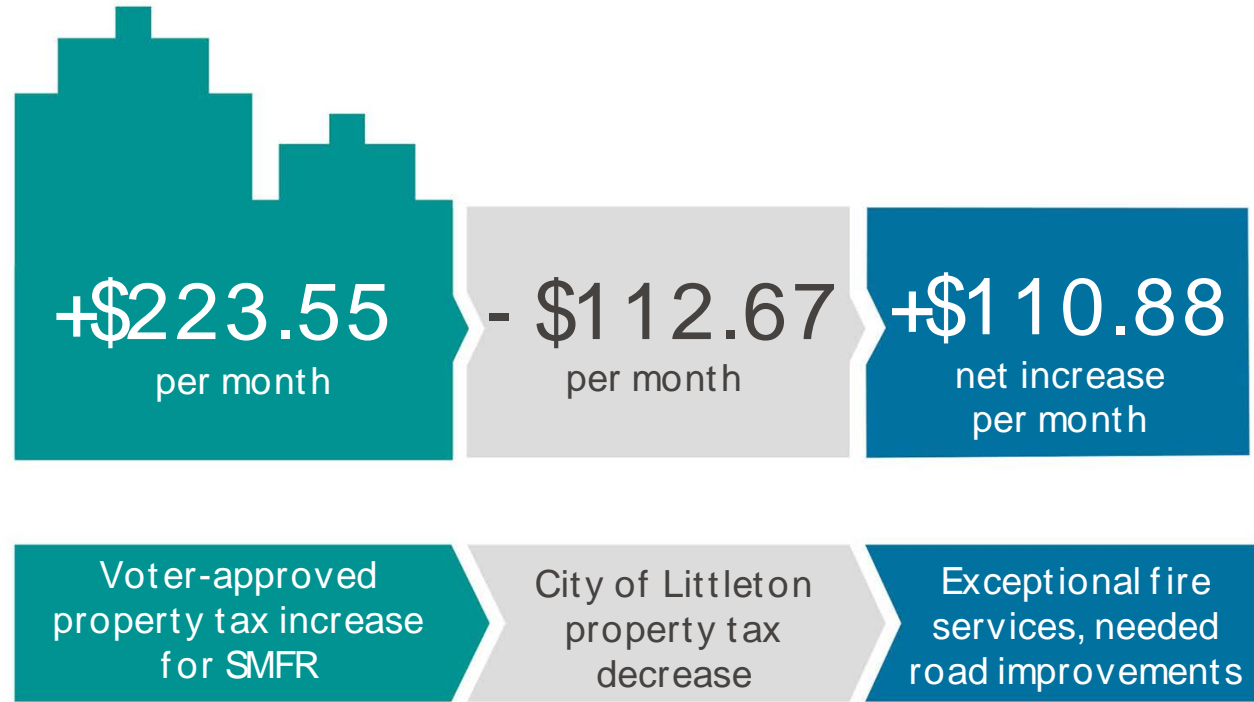 +$223.55
per month
- $112.67
per month
+$110.88
net increase
per month
Voter-approved
property tax increase
for SMFR
City of Littleton
property tax
decrease
Exceptional fire
services, needed
road improvements